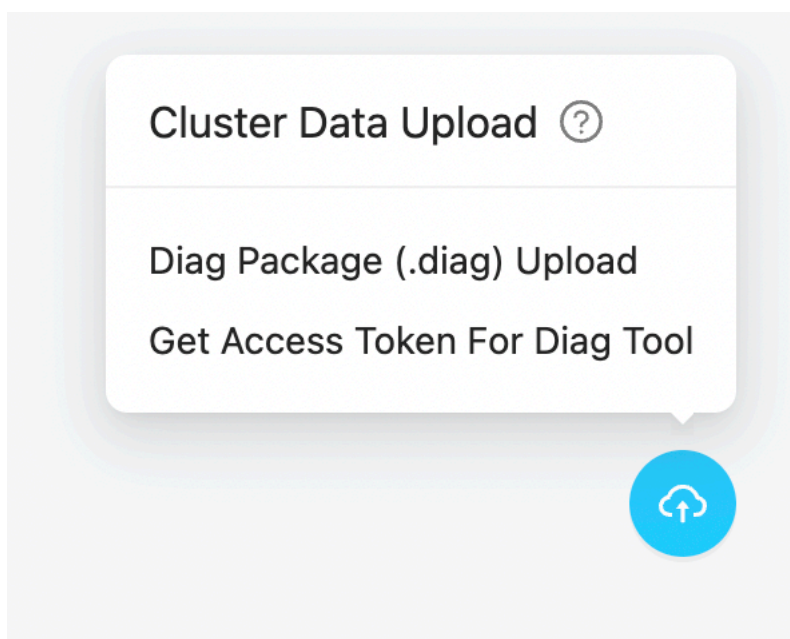 Cluster Data Upload ?
Diag Package (.diag) Upload
Get Access Token For Diag Tool